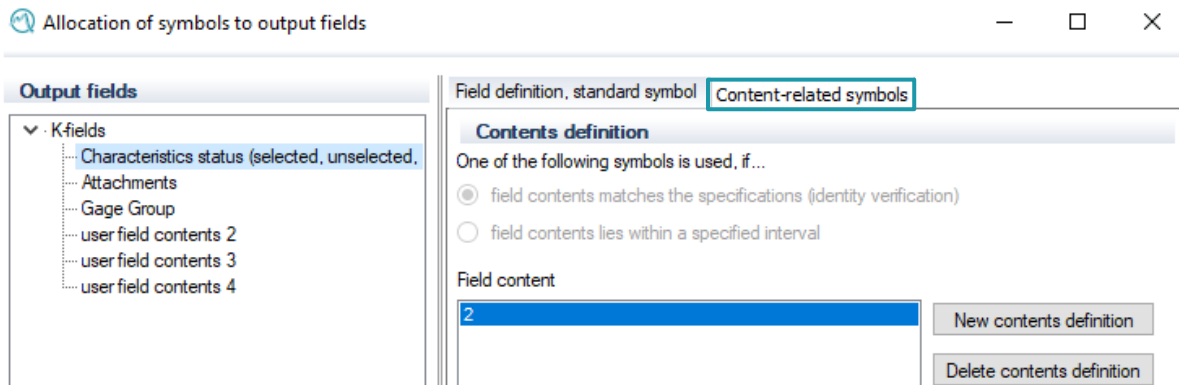 Allocation of symbols to output fields
Output fields
K-fields
Characteristics status (selected, unselected,
Attachments
Gage Group
user field contents 2
user field contents 3
user field contents 4
Field definition, standard symbol
Content-related symbols
Contents definition
One of the following symbols is used, if...
field contents matches the specifications (identity verification)
field contents lies within a specified interval
Field content
2
New contents definition
Delete contents definition